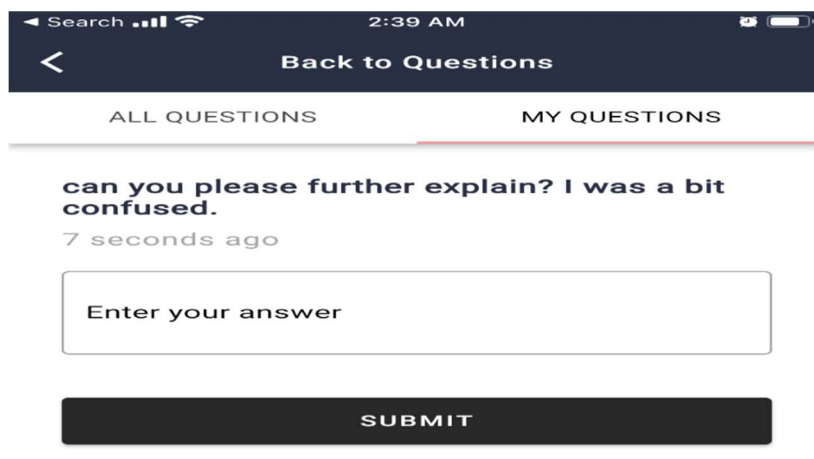 ◄ Search
2:39 AM
Back to Questions
ALL QUESTIONS
MY QUESTIONS
can you please further explain? I was a bit
confused.
7 seconds ago
Enter your answer
SUBMIT